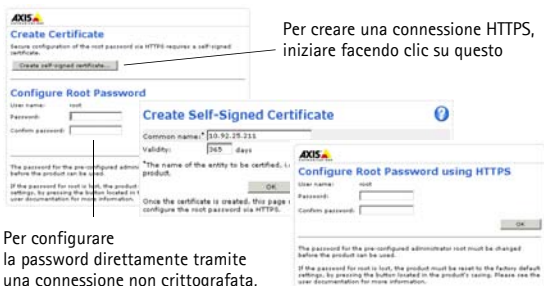 AXIS
Create Certificate
Secure configuration of the root password via HTTPS requires a self-signed
certificate.
Create self-signed certificate...
Per creare una connessione HTTPS,
iniziare facendo clic su questo
Configure Root Password
User name: root
Password:
Confirm password:
The password for the pre-configured admin
before the product can be used.
If the password for root is lost, the product
settings, by pressing the button located in t
user documentation for more information.
Create Self-Signed Certificate
Common name:* 10.92.25.211
Validity: 365 days
*The name of the entity to be certified, i.
product.
OK
Once the certificate is created, this page
configure the root password via HTTPS.
AXIS
Configure Root Password using HTTPS
User name: root
Password:
Confirm password:
OK
The password for the pre-configured administrator root must be changed
before the product can be used.
If the password for root is lost, the product must be reset to the factory default
settings, by pressing the button located in the product's casing. Please see the
user documentation for more information.
Per configurare
la password direttamente tramite
una connessione non crittografata,